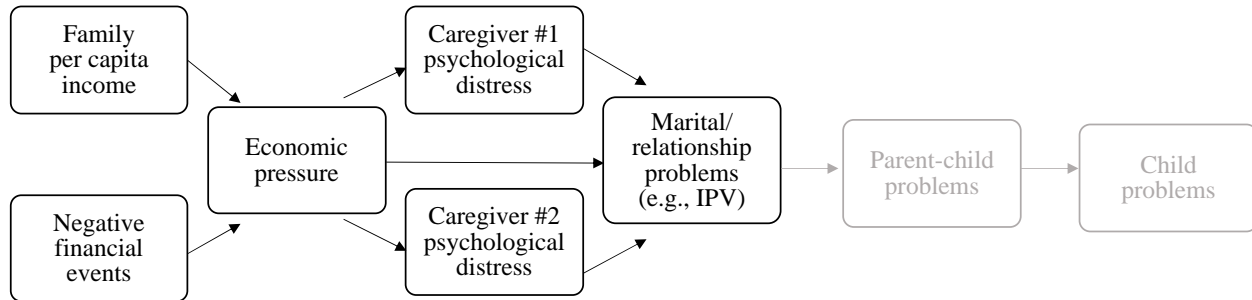 Family
per capita
income
Negative
financial
events
Economic
pressure
Caregiver #1
psychological
distress
Caregiver #2
psychological
distress
Marital/
relationship
problems
(e.g., IPV)
Parent-child
problems
Child
problems